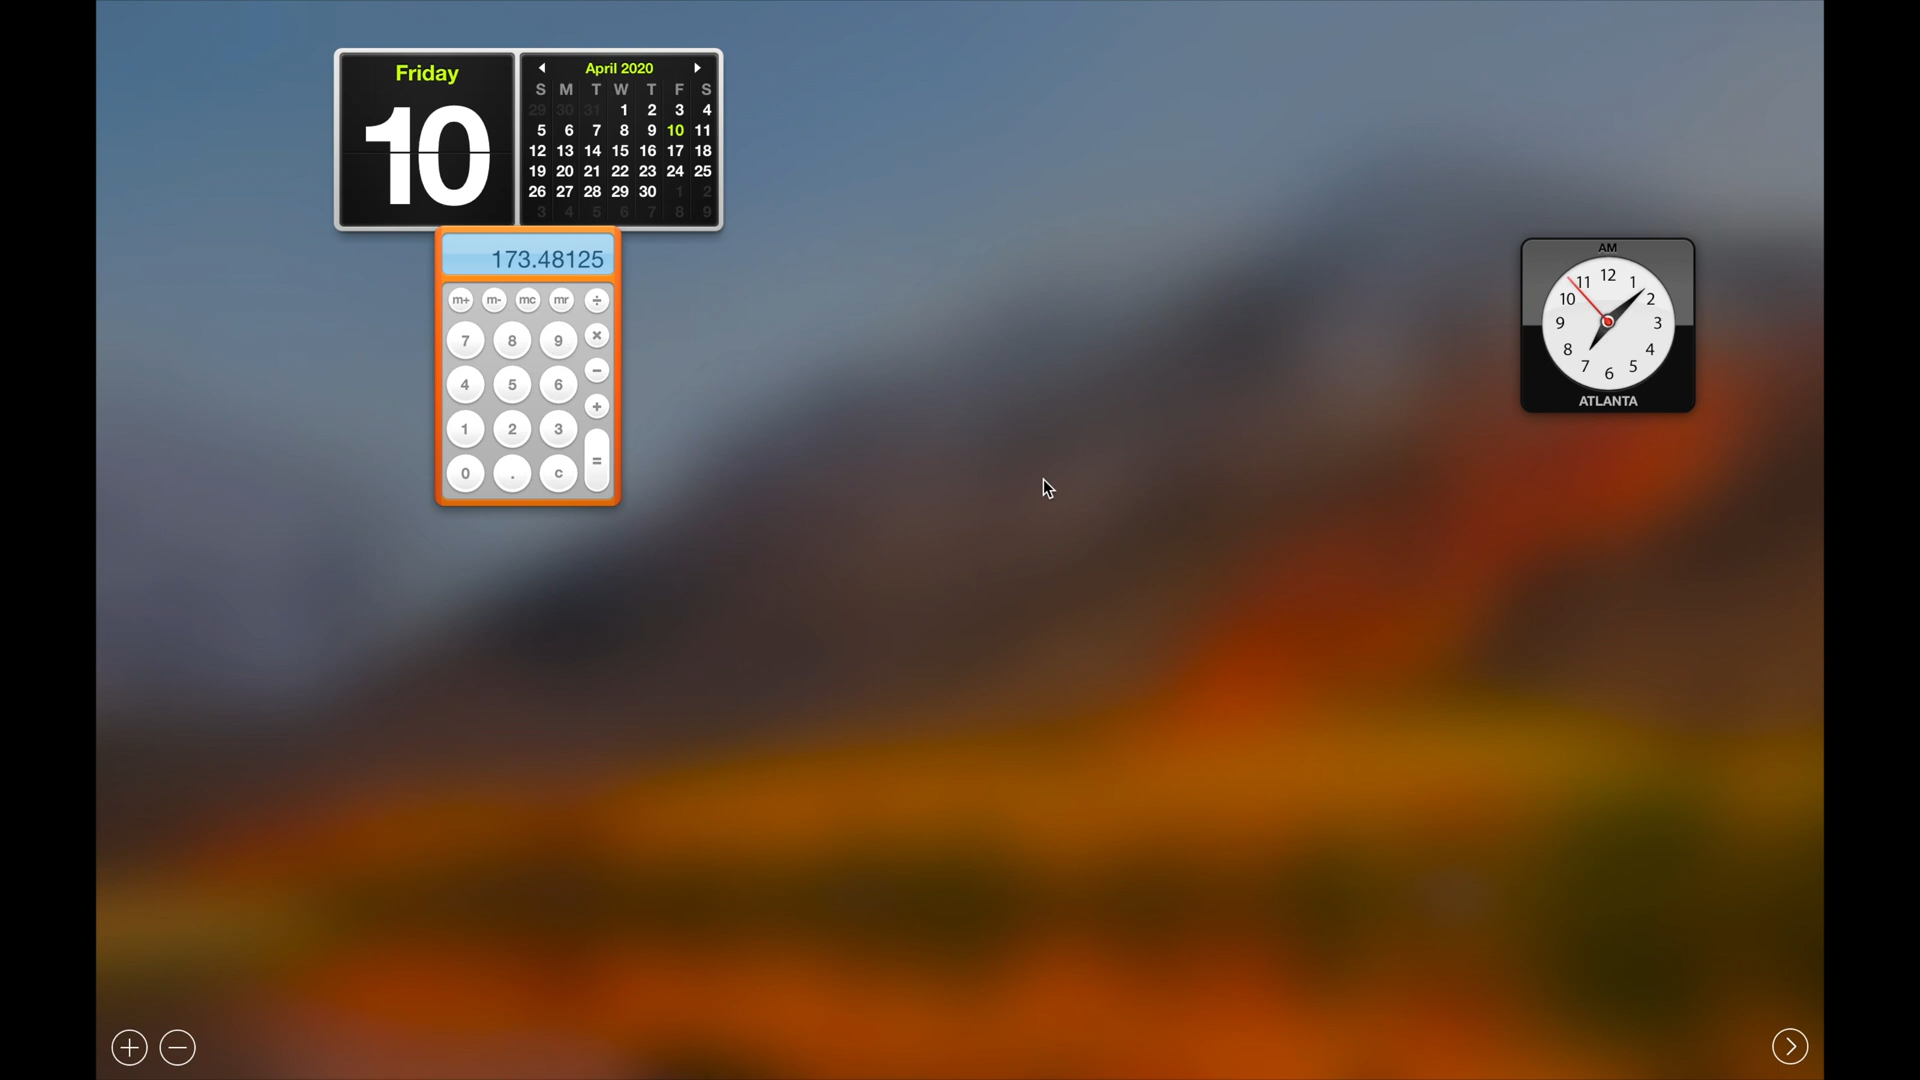 Friday
10
April 2020
S M T W T F S
29 30 31 1 2 3 4
5 6 7 8 9 10 11
12 13 14 15 16 17 18
19 20 21 22 23 24 25
26 27 28 29 30 1 2
3 4 5 6 7 8 9
173.48125
m+ m- mc mr ÷
7 8 9 ×
4 5 6 −
1 2 3 +
0 . c =
AM
12
11 1
10 2
9 3
8 4
7 5
6
ATLANTA